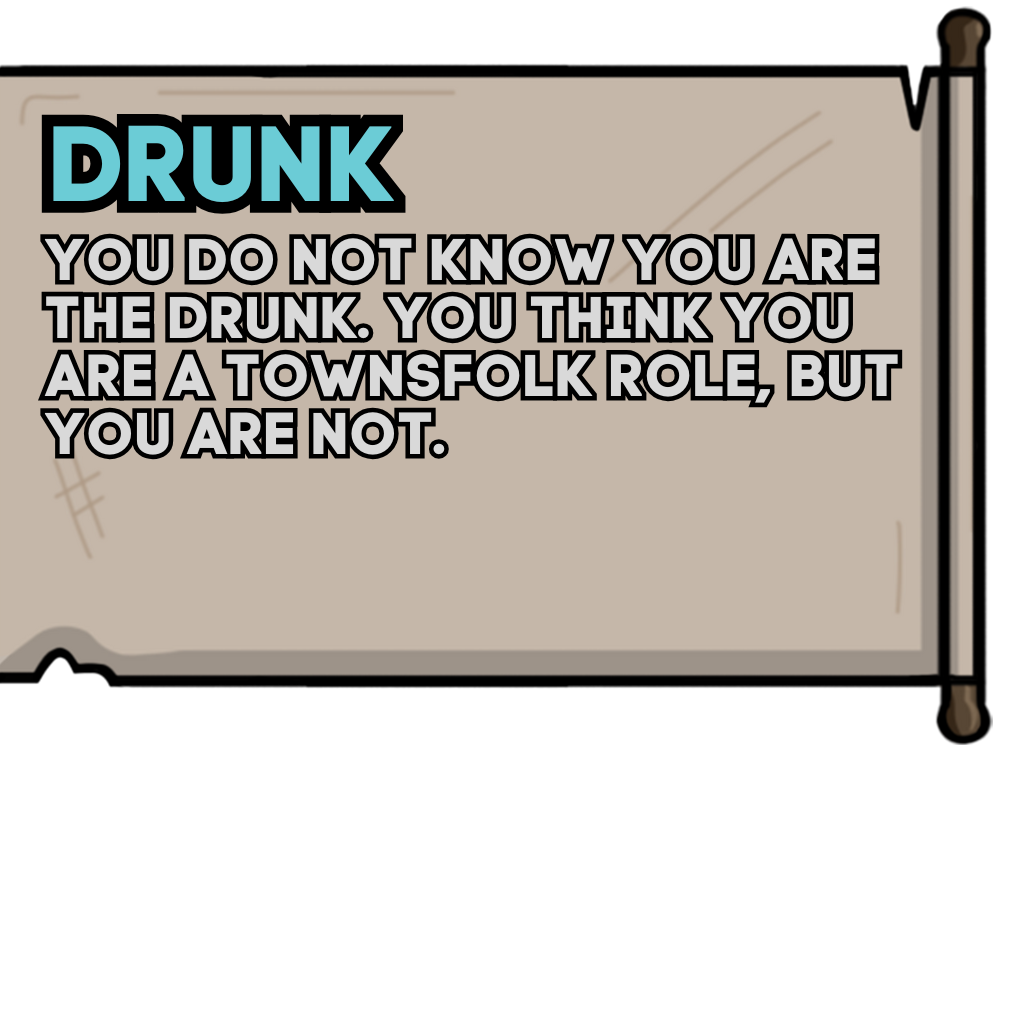 DRUNK
YOU DO NOT KNOW YOU ARE
THE DRUNK. YOU THINK YOU
ARE A TOWNSFOLK ROLE, BUT
YOU ARE NOT.